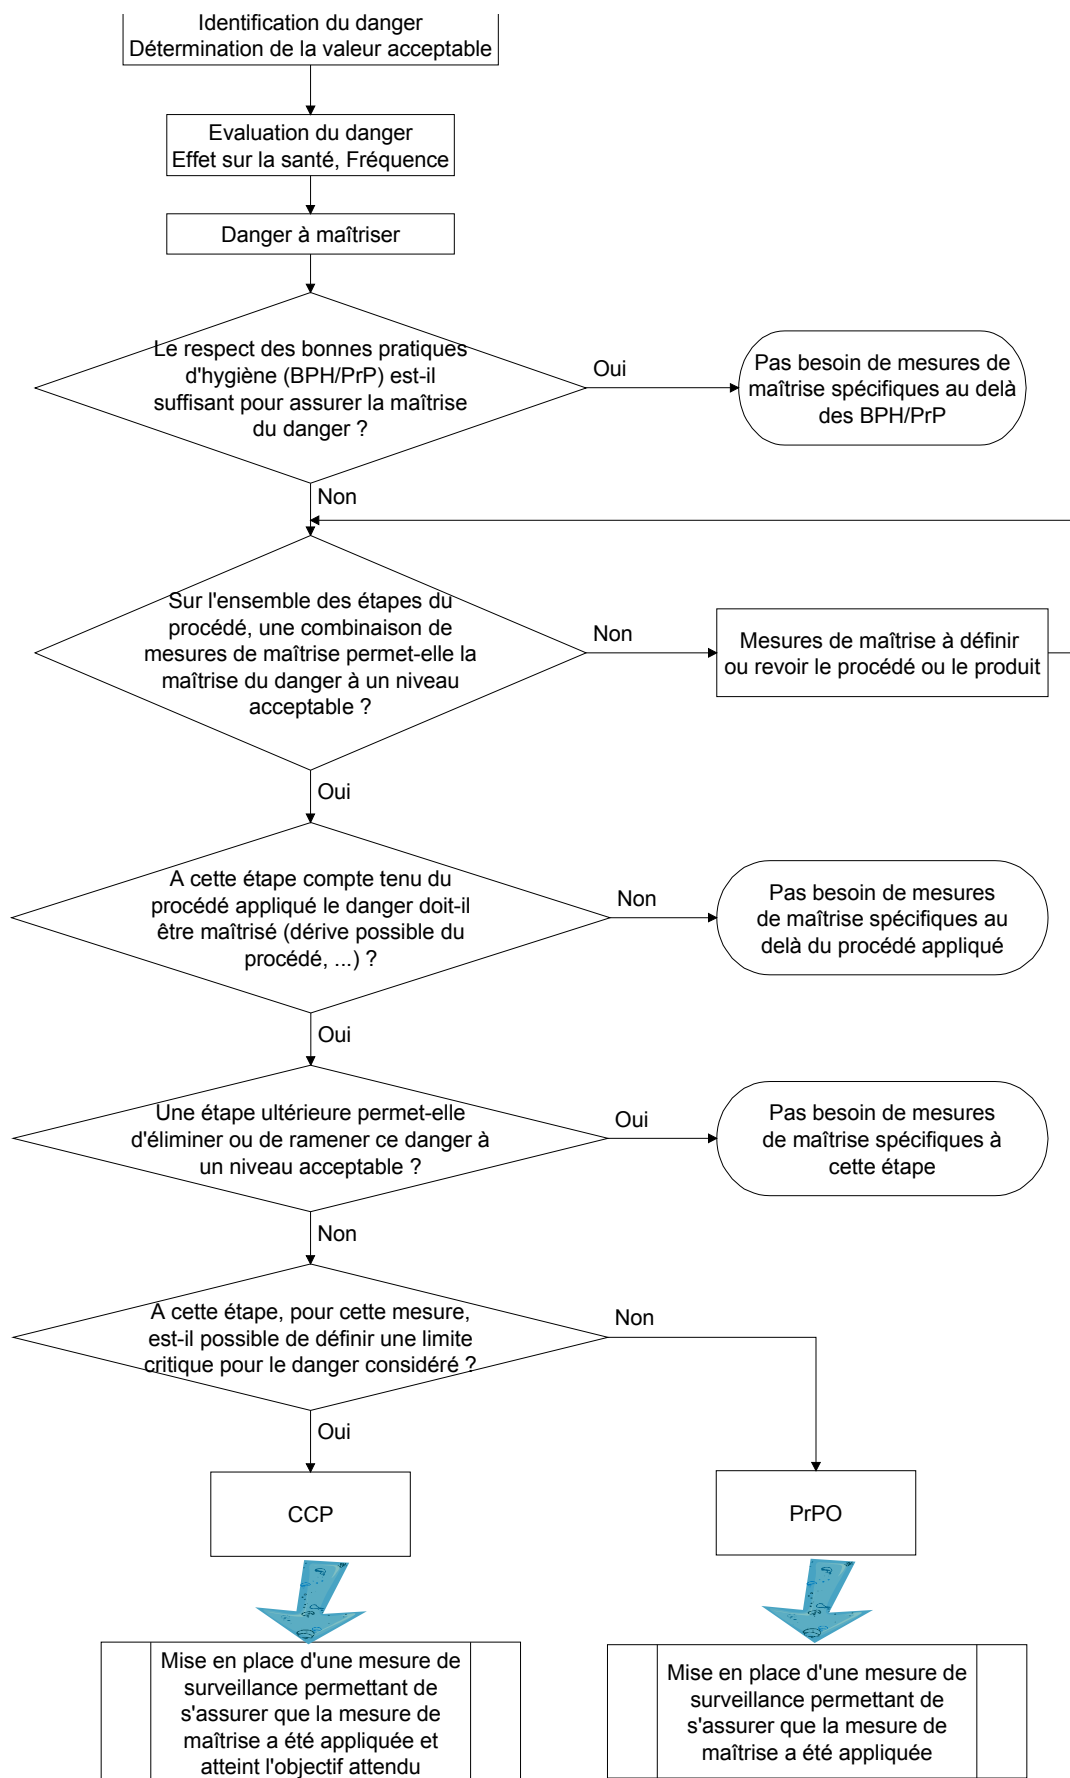 Identification du danger
Détermination de la valeur acceptable
Evaluation du danger
Effet sur la santé, Fréquence
Danger à maîtriser
Le respect des bonnes pratiques
d'hygiène (BPH/PrP) est-il
suffisant pour assurer la maîtrise
du danger ?
Oui
Pas besoin de mesures de
maîtrise spécifiques au delà
des BPH/PrP
Non
Sur l'ensemble des étapes du
procédé, une combinaison de
mesures de maîtrise permet-elle la
maîtrise du danger à un niveau
acceptable ?
Non
Mesures de maîtrise à définir
ou revoir le procédé ou le produit
Oui
A cette étape compte tenu du
procédé appliqué le danger doit-il
être maîtrisé (dérive possible du
procédé, ...) ?
Non
Pas besoin de mesures
de maîtrise spécifiques au
delà du procédé appliqué
Oui
Une étape ultérieure permet-elle
d'éliminer ou de ramener ce danger à
un niveau acceptable ?
Oui
Pas besoin de mesures
de maîtrise spécifiques à
cette étape
Non
A cette étape, pour cette mesure,
est-il possible de définir une limite
critique pour le danger considéré ?
Non
Oui
CCP
PrPO
Mise en place d'une mesure de
surveillance permettant de
s'assurer que la mesure de
maîtrise a été appliquée et
atteint l'objectif attendu
Mise en place d'une mesure de
surveillance permettant de
s'assurer que la mesure de
maîtrise a été appliquée